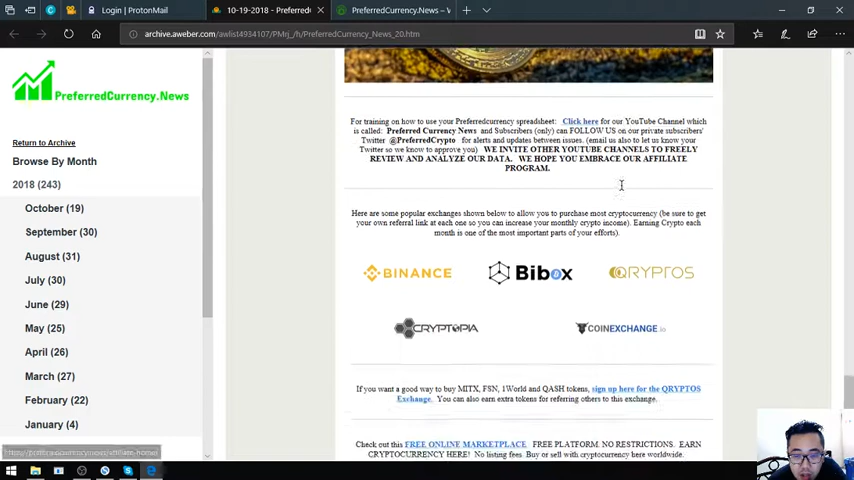 Login | ProtonMail
10-19-2018 - Preferred
PreferredCurrency.News – V
archive.aweber.com/awlist4934107/PMrj_/h/PreferredCurrency_News_20.htm
PreferredCurrency.News
Return to Archive
Browse By Month
2018 (243)
October (19)
September (30)
August (31)
July (30)
June (29)
May (25)
April (26)
March (27)
February (22)
January (4)
For training on how to use your Preferredcurrency spreadsheet: Click here for our YouTube Channel which
is called: Preferred Currency News and Subscribers (only) can FOLLOW US on our private subscribers'
Twitter @PreferredCrypto for alerts and updates between issues. (email us also to let us know your
Twitter so we know to approve you) WE INVITE OTHER YOUTUBE CHANNELS TO FREELY
REVIEW AND ANALYZE OUR DATA. WE HOPE YOU EMBRACE OUR AFFILIATE
PROGRAM.
Here are some popular exchanges shown below to allow you to purchase most cryptocurrency (be sure to get
your own referral link at each one so you can increase your monthly crypto income). Earning Crypto each
month is one of the most important parts of your efforts).
BINANCE
Bibox
QRYPTOS
CRYPTOPIA
COINEXCHANGE.io
If you want a good way to buy MITX, FSN, 1World and QASH tokens, sign up here for the QRYPTOS
Exchange. You can also earn extra tokens for referring others to this exchange.
Check out this FREE ONLINE MARKETPLACE FREE PLATFORM. NO RESTRICTIONS. EARN
CRYPTOCURRENCY HERE! No listing fees. Buy or sell with cryptocurrency here worldwide.